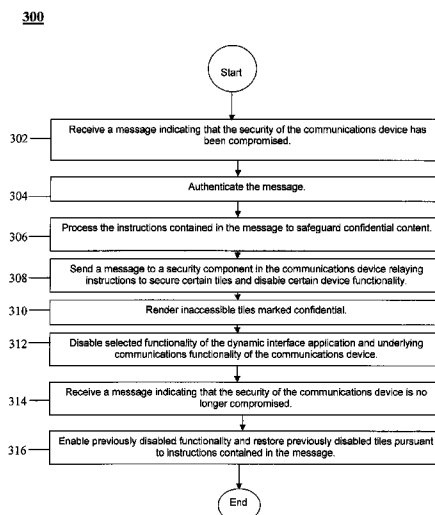 300
Start
302
Receive a message indicating that the security of the communications device has
been compromised.
304
Authenticate the message.
306
Process the instructions contained in the message to safeguard confidential content.
308
Send a message to a security component in the communications device relaying
instructions to secure certain tiles and disable certain device functionality.
310
Render inaccessible tiles marked confidential.
312
Disable selected functionality of the dynamic interface application and underlying
communications functionality of the communications device.
314
Receive a message indicating that the security of the communications device is no
longer compromised.
316
Enable previously disabled functionality and restore previously disabled tiles pursuant
to instructions contained in the message.
End